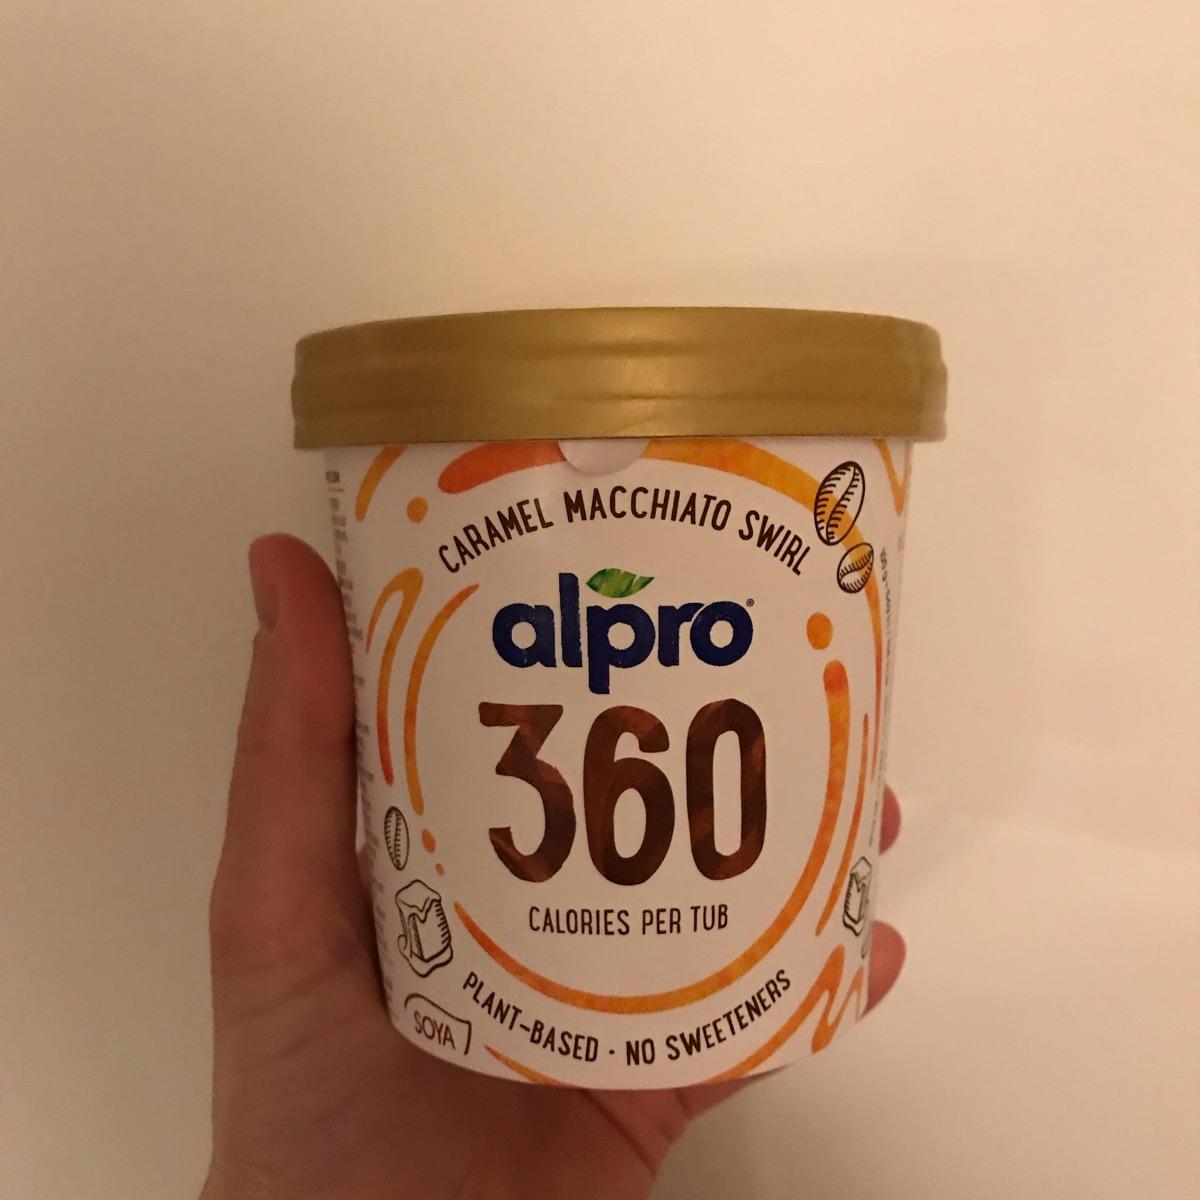 CARAMEL MACCHIATO SWIRL
alpro
360
CALORIES PER TUB
PLANT-BASED · NO SWEETENERS
SOYA